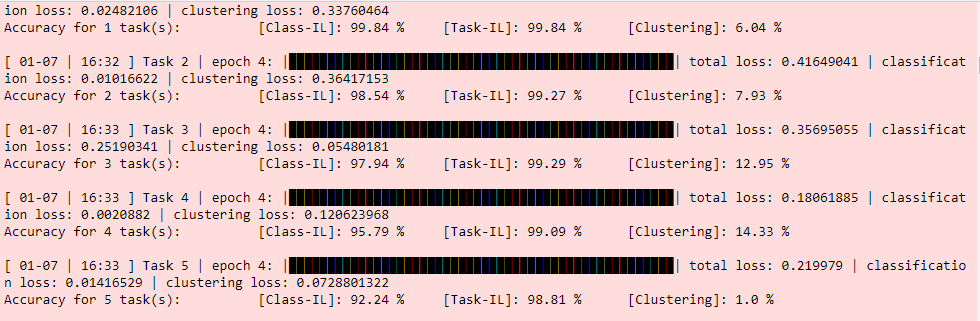 ion loss: 0.02482106 | clustering loss: 0.33760464
Accuracy for 1 task(s): [Class-IL]: 99.84 % [Task-IL]: 99.84 % [Clustering]: 6.04 %
[ 01-07 | 16:32 ] Task 2 | epoch 4: | | total loss: 0.41649041 | classificat
ion loss: 0.01016622 | clustering loss: 0.36417153
Accuracy for 2 task(s): [Class-IL]: 98.54 % [Task-IL]: 99.27 % [Clustering]: 7.93 %
[ 01-07 | 16:33 ] Task 3 | epoch 4: | | total loss: 0.35695055 | classificat
ion loss: 0.25190341 | clustering loss: 0.05480181
Accuracy for 3 task(s): [Class-IL]: 97.94 % [Task-IL]: 99.29 % [Clustering]: 12.95 %
[ 01-07 | 16:33 ] Task 4 | epoch 4: | | total loss: 0.18061885 | classificat
ion loss: 0.0020882 | clustering loss: 0.120623968
Accuracy for 4 task(s): [Class-IL]: 95.79 % [Task-IL]: 99.09 % [Clustering]: 14.33 %
[ 01-07 | 16:33 ] Task 5 | epoch 4: | | total loss: 0.219979 | classificatio
n loss: 0.01416529 | clustering loss: 0.0728801322
Accuracy for 5 task(s): [Class-IL]: 92.24 % [Task-IL]: 98.81 % [Clustering]: 1.0 %